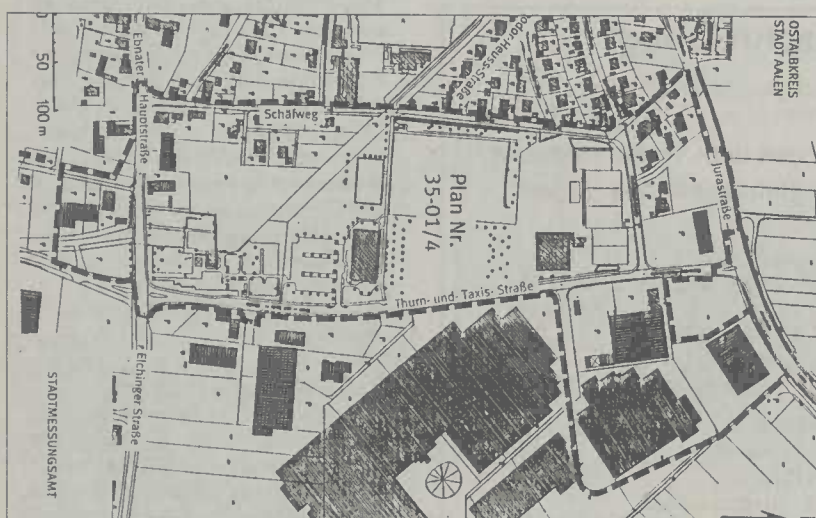 OSTALBKREIS
STADT AALEN
50
100 m
Ebnater
Hauptstraße
Schäfweg
odor-Heuss-Straße
Jurastraße
Plan Nr.
35-01/4
Thurn-und-Taxis-Straße
Elchinger Straße
STADTMESSUNGSAMT